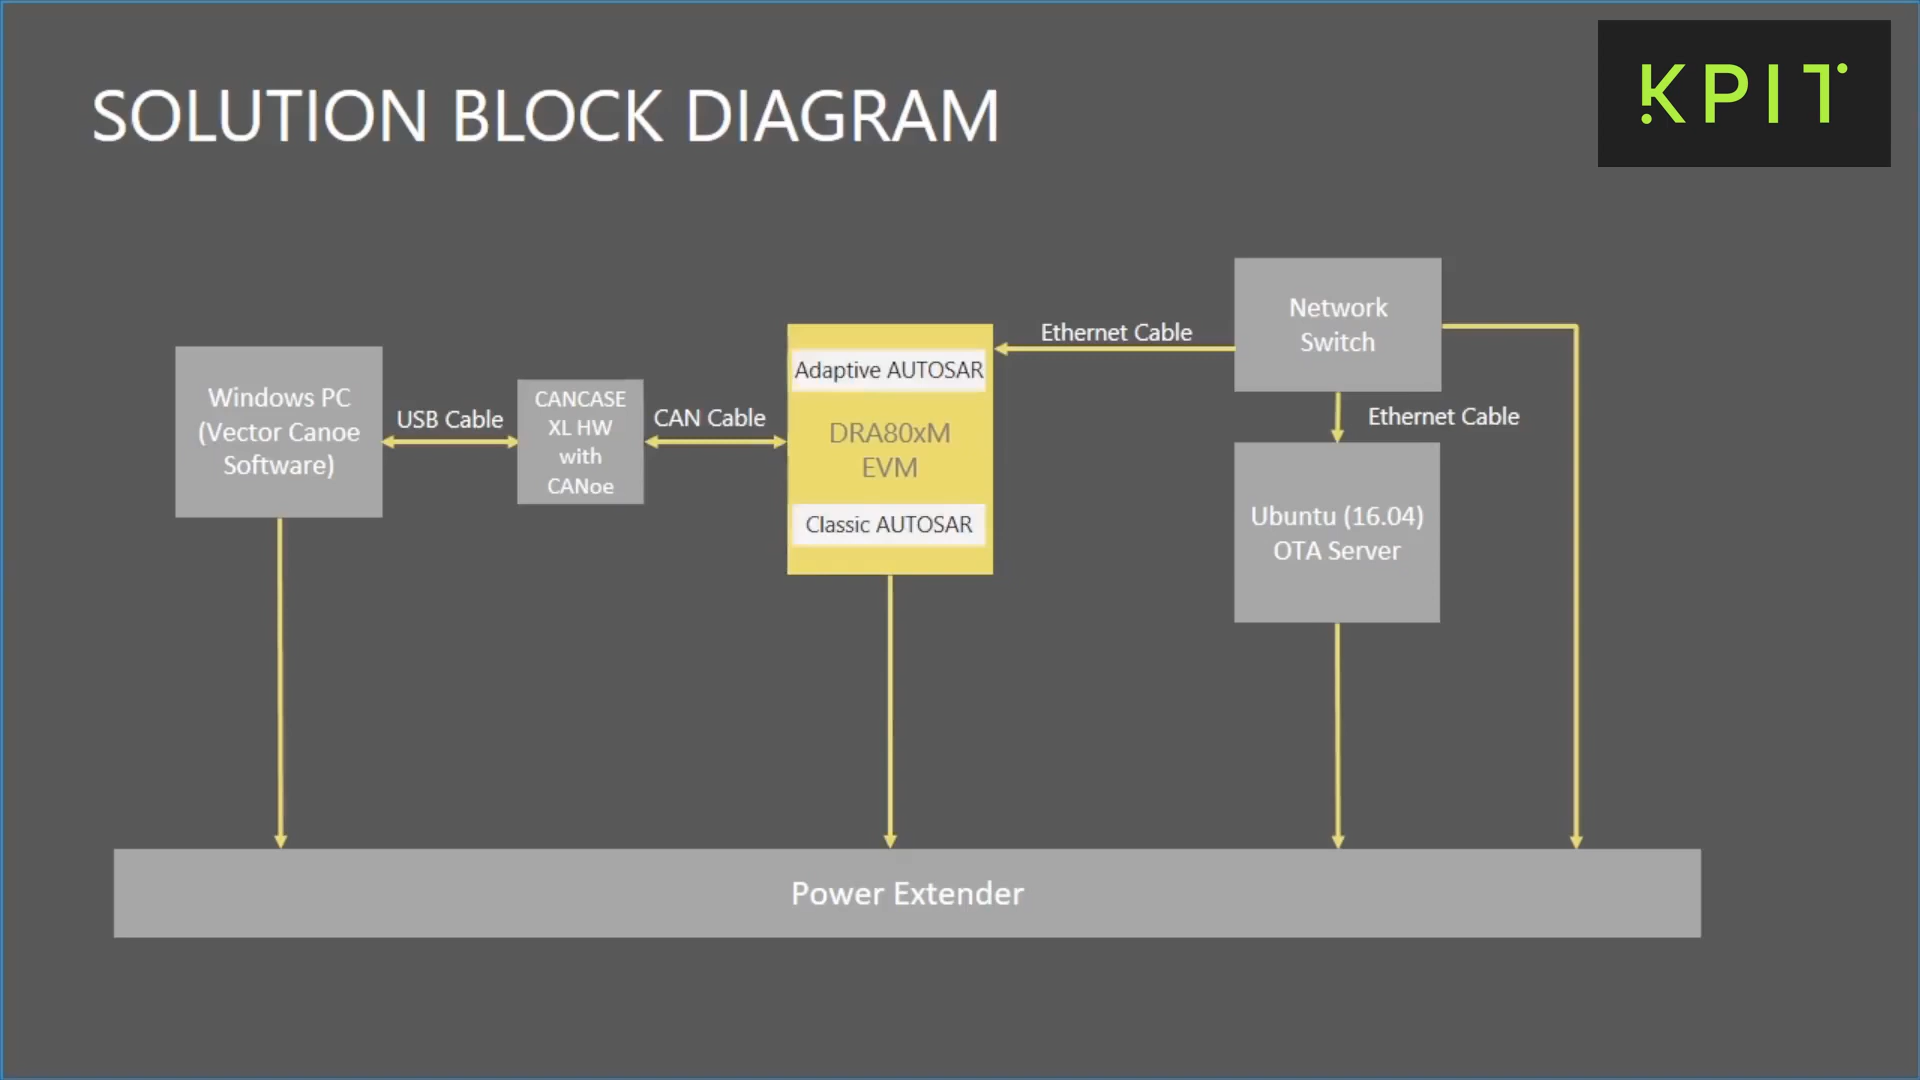 SOLUTION BLOCK DIAGRAM
KPIT
Windows PC
(Vector Canoe
Software)
USB Cable
CANCASE
XL HW
with
CANoe
CAN Cable
Adaptive AUTOSAR
DRA80xM
EVM
Classic AUTOSAR
Ethernet Cable
Network
Switch
Ethernet Cable
Ubuntu (16.04)
OTA Server
Power Extender